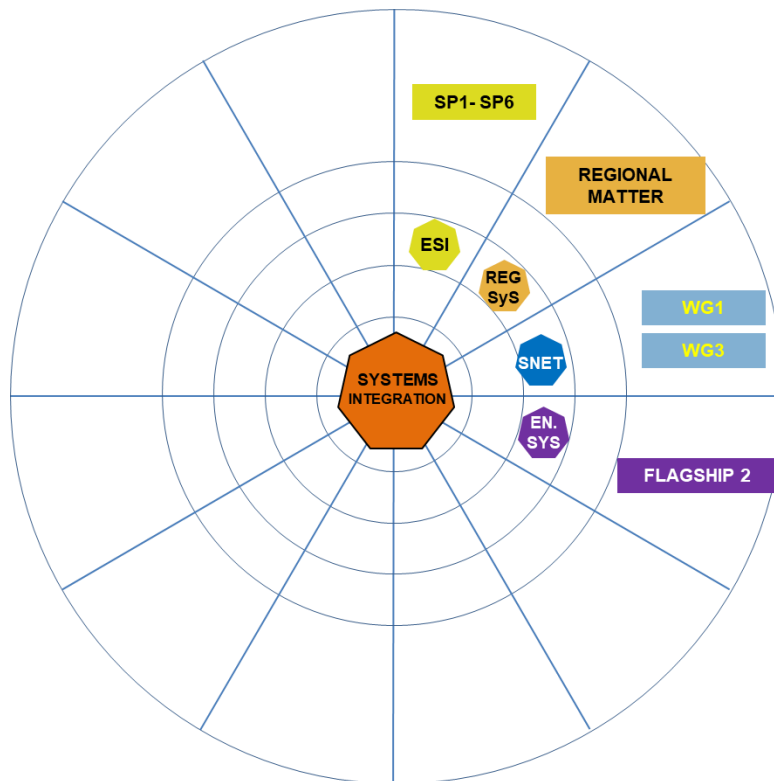 SP1- SP6
REGIONAL
MATTER
ESI
REG
SyS
WG1
WG3
SNET
SYSTEMS
INTEGRATION
EN.
SYS
FLAGSHIP 2